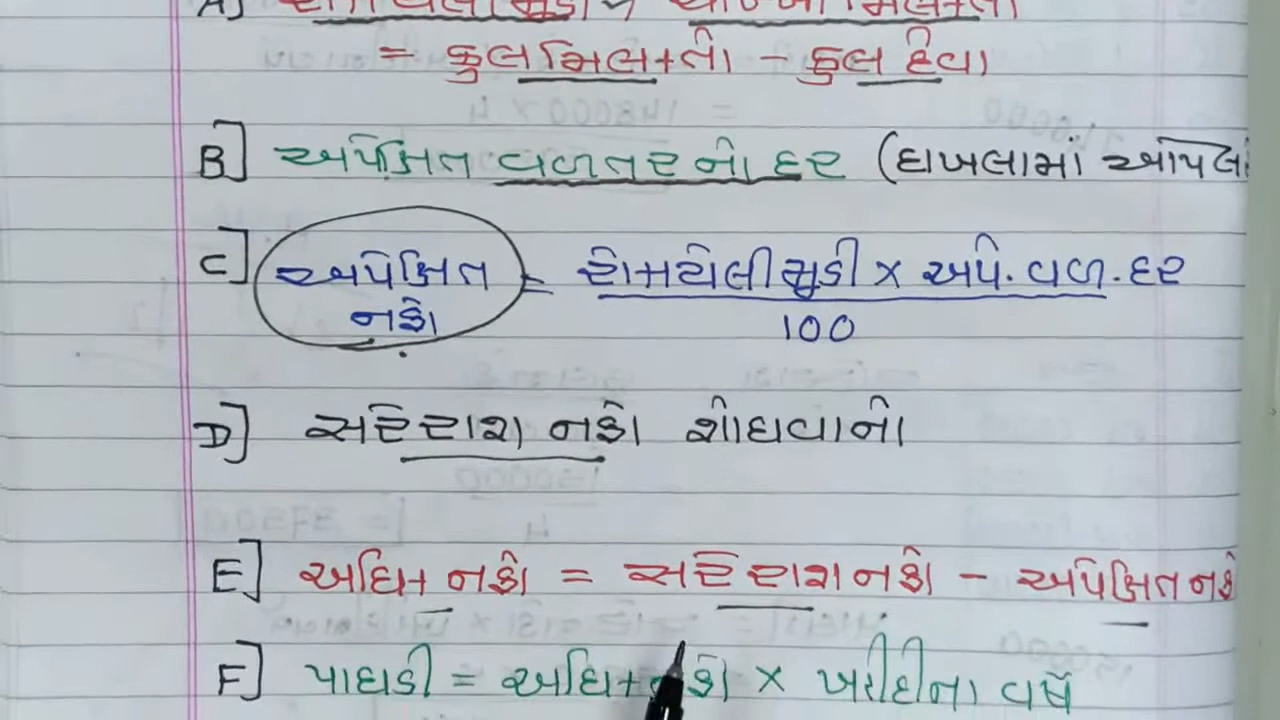 A] રોકાયેલી મૂડી
= કુલ મિલકતો - કુલ દેવા
B] અપેક્ષિત વળતરનો દર (દાખલામાં આપેલ
C] અપેક્ષિત નફો = રોકાયેલી મૂડી × અપે. વળ. દર
100
D] સરેરાશ નફો શોધવાનો
E] અધિક નફો = સરેરાશ નફો - અપેક્ષિત નફો
F] પાઘડી = અધિક નફો × ખરીદીના વર્ષ